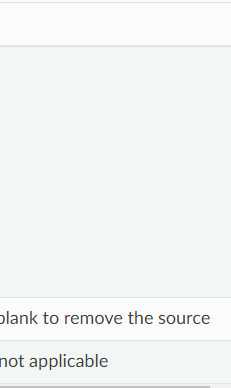 blank to remove the source
not applicable